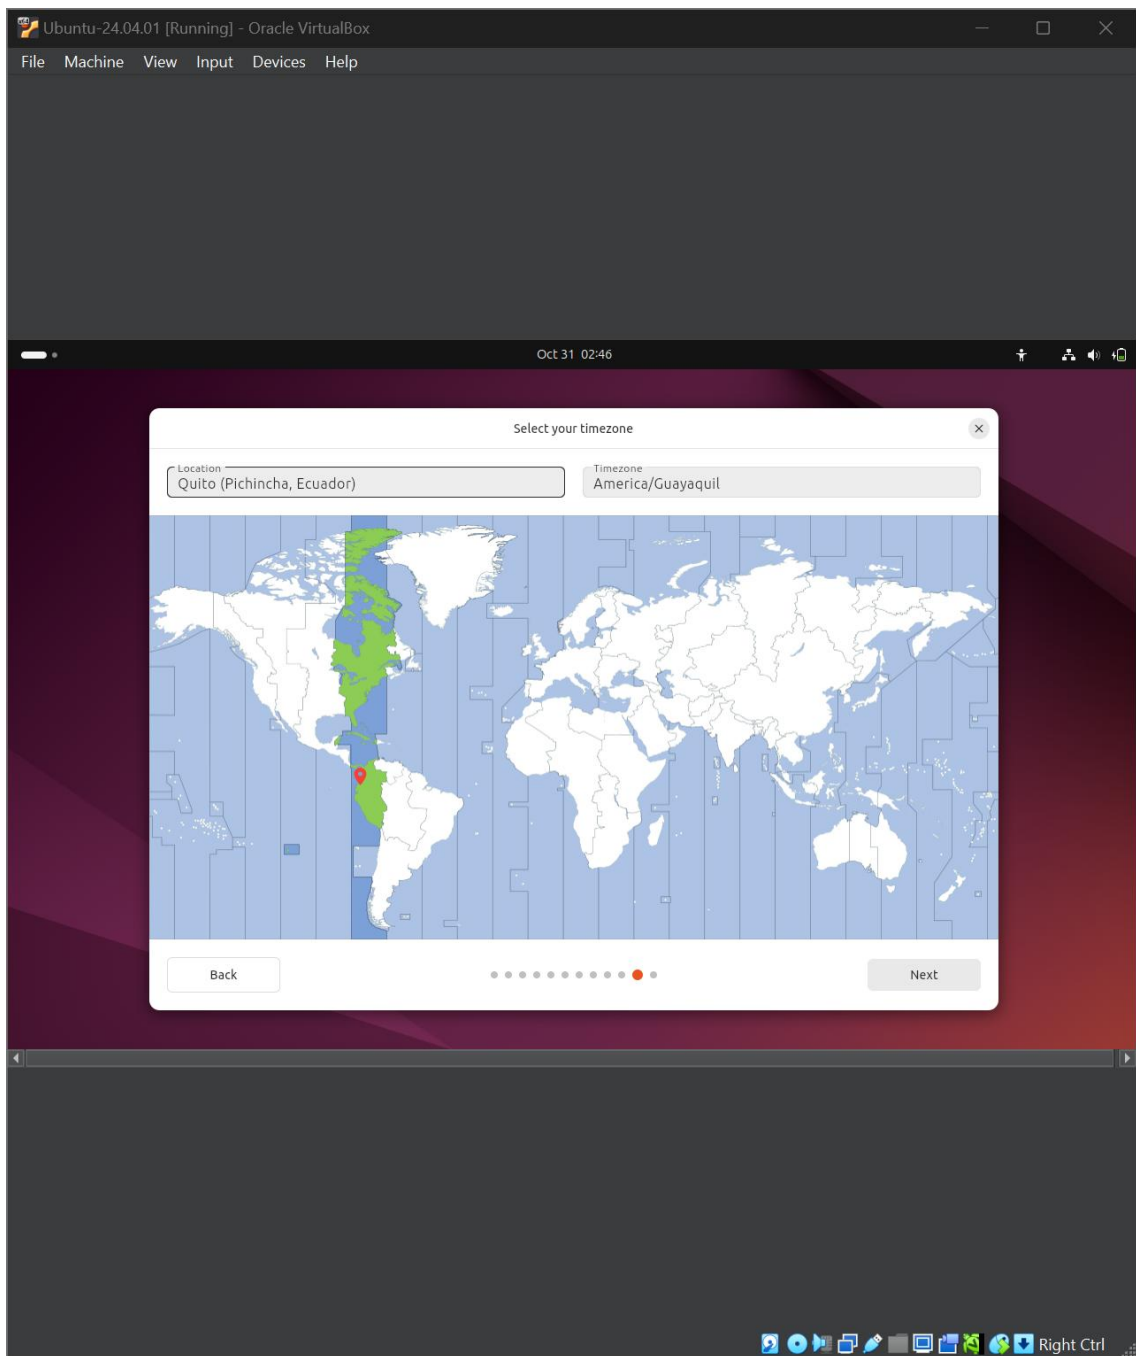 Ubuntu-24.04.01 [Running] - Oracle VirtualBox
File Machine View Input Devices Help
Oct 31 02:46
Select your timezone
Location
Quito (Pichincha, Ecuador)
Timezone
America/Guayaquil
Back
Next
Right Ctrl